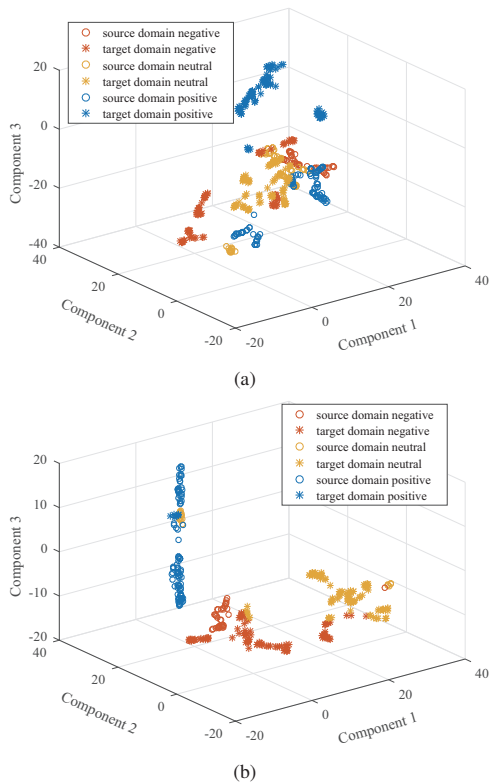 source domain negative
target domain negative
source domain neutral
target domain neutral
source domain positive
target domain positive
20
0
-20
-40
Component 3
40
20
0
-20
Component 2
-20
0
20
40
Component 1
(a)
source domain negative
target domain negative
source domain neutral
target domain neutral
source domain positive
target domain positive
20
10
0
-10
-20
Component 3
40
20
0
-20
Component 2
-20
0
20
40
Component 1
(b)